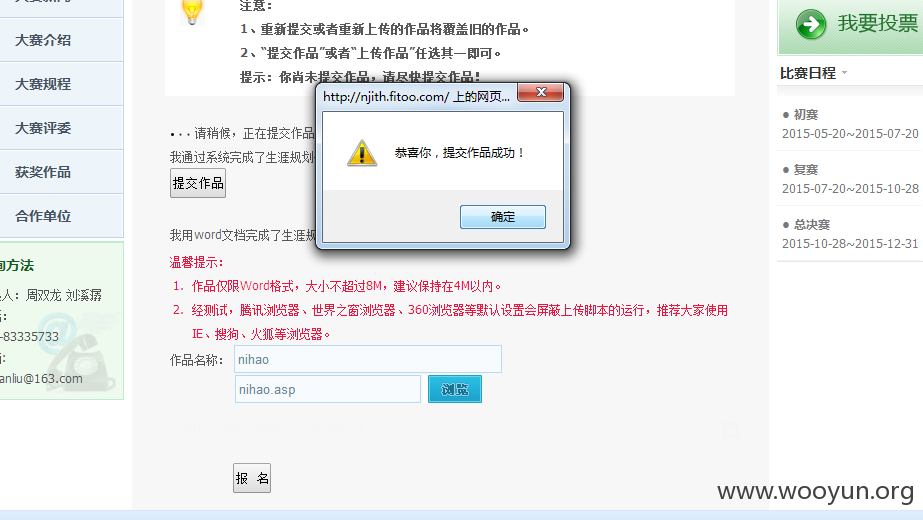 注意：
1、重新提交或者重新上传的作品将覆盖旧的作品。
2、“提交作品”或者“上传作品”任选其一即可。
提示：你尚未提交作品，请尽快提交作品！
大赛介绍
大赛规程
大赛评委
获奖作品
合作单位
询方法
人：周双龙 刘溪孱
-83335733
anliu@163.com
• · · 请稍候，正在提交作品
我通过系统完成了生涯规划
提交作品
http://njith.fitoo.com/ 上的网页...
恭喜你，提交作品成功！
确定
我用word文档完成了生涯规
温馨提示：
1. 作品仅限Word格式，大小不超过8M，建议保持在4M以内。
2. 经测试，腾讯浏览器、世界之窗浏览器、360浏览器等默认设置会屏蔽上传脚本的运行，推荐大家使用
IE、搜狗、火狐等浏览器。
作品名称：
nihao
nihao.asp
浏览
报 名
我要投票
比赛日程
● 初赛
2015-05-20~2015-07-20
● 复赛
2015-07-20~2015-10-28
● 总决赛
2015-10-28~2015-12-31
www.wooyun.org